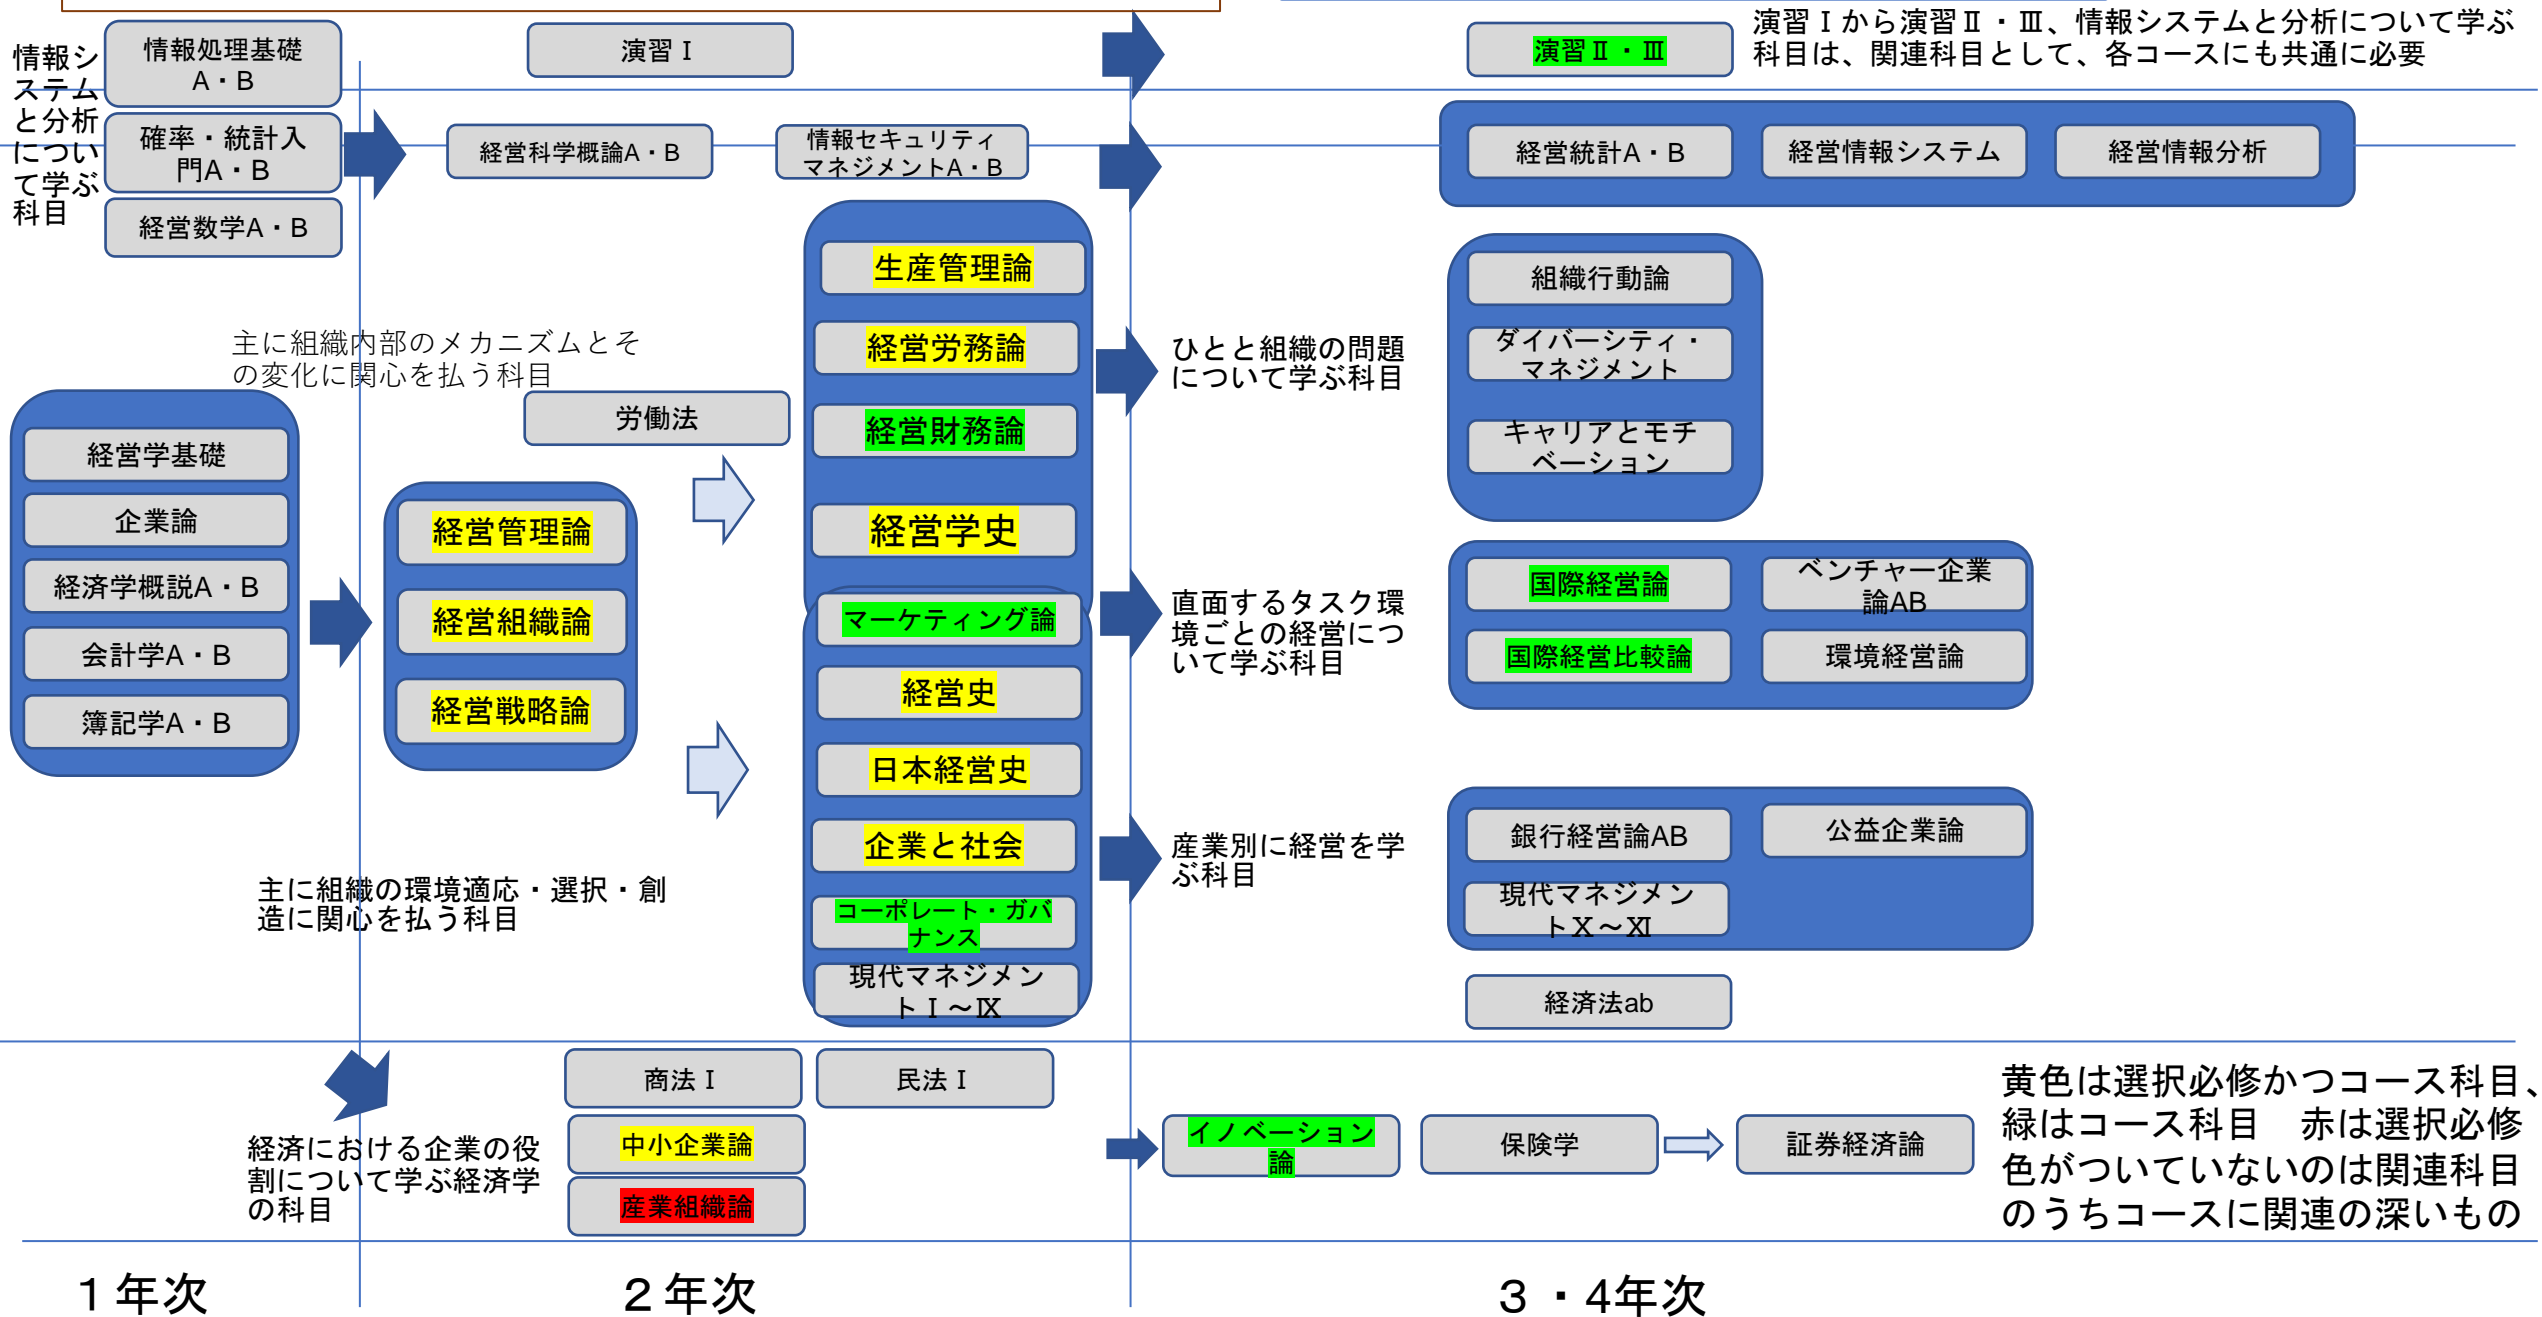 情報シ
ステム
と分析
につい
て学ぶ
科目
情報処理基礎
A・B
確率・統計入
門A・B
経営数学A・B
演習Ⅰ
演習Ⅱ・Ⅲ
演習Ⅰから演習Ⅱ・Ⅲ、情報システムと分析について学ぶ
科目は、関連科目として、各コースにも共通に必要
経営科学概論A・B
情報セキュリティ
マネジメントA・B
経営統計A・B
経営情報システム
経営情報分析
主に組織内部のメカニズムとそ
の変化に関心を払う科目
労働法
経営学基礎
企業論
経済学概説A・B
会計学A・B
簿記学A・B
経営管理論
経営組織論
経営戦略論
主に組織の環境適応・選択・創
造に関心を払う科目
生産管理論
経営労務論
経営財務論
経営学史
マーケティング論
経営史
日本経営史
企業と社会
コーポレート・ガバ
ナンス
現代マネジメン
トⅠ～Ⅸ
ひとと組織の問題
について学ぶ科目
組織行動論
ダイバーシティ・
マネジメント
キャリアとモチ
ベーション
直面するタスク環
境ごとの経営につ
いて学ぶ科目
国際経営論
ベンチャー企業
論AB
国際経営比較論
環境経営論
産業別に経営を学
ぶ科目
銀行経営論AB
公益企業論
現代マネジメン
トⅩ～Ⅺ
経済法ab
経済における企業の役
割について学ぶ経済学
の科目
商法Ⅰ
民法Ⅰ
中小企業論
産業組織論
イノベーション
論
保険学
証券経済論
黄色は選択必修かつコース科目、
緑はコース科目　赤は選択必修
色がついていないのは関連科目
のうちコースに関連の深いもの
１年次
２年次
３・4年次